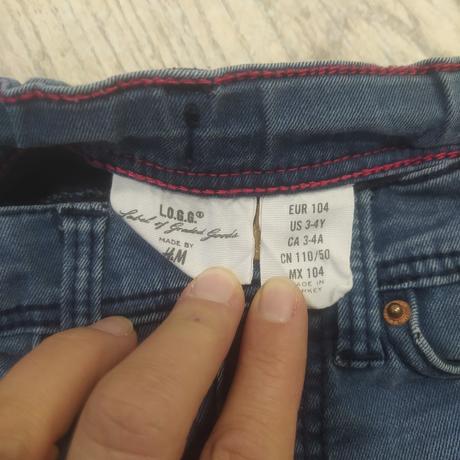 L.O.G.G.®
Label of Graded Goods
MADE BY
H&M
EUR 104
US 3-4Y
CA 3-4A
CN 110/50
MX 104
MADE IN